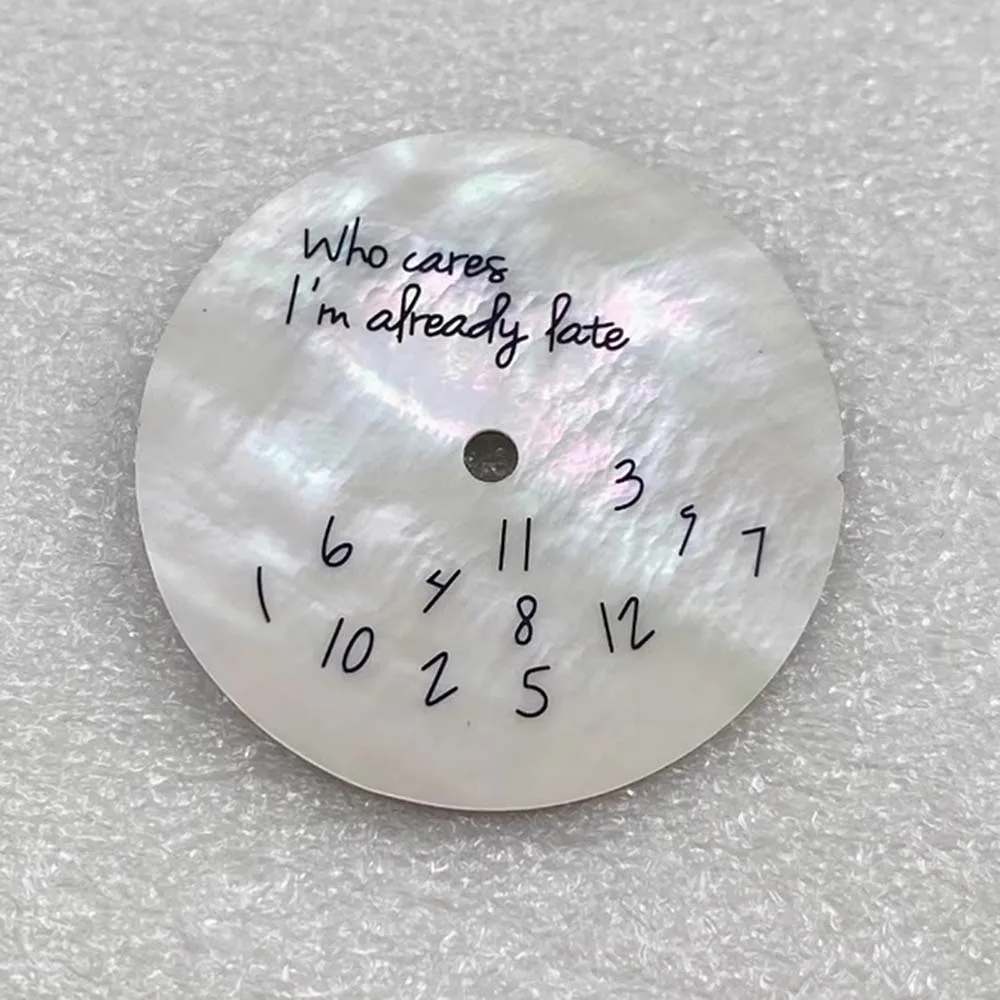 Who cares
I'm already late
3
6 11 9 7
1 4 8 12
10 2 5